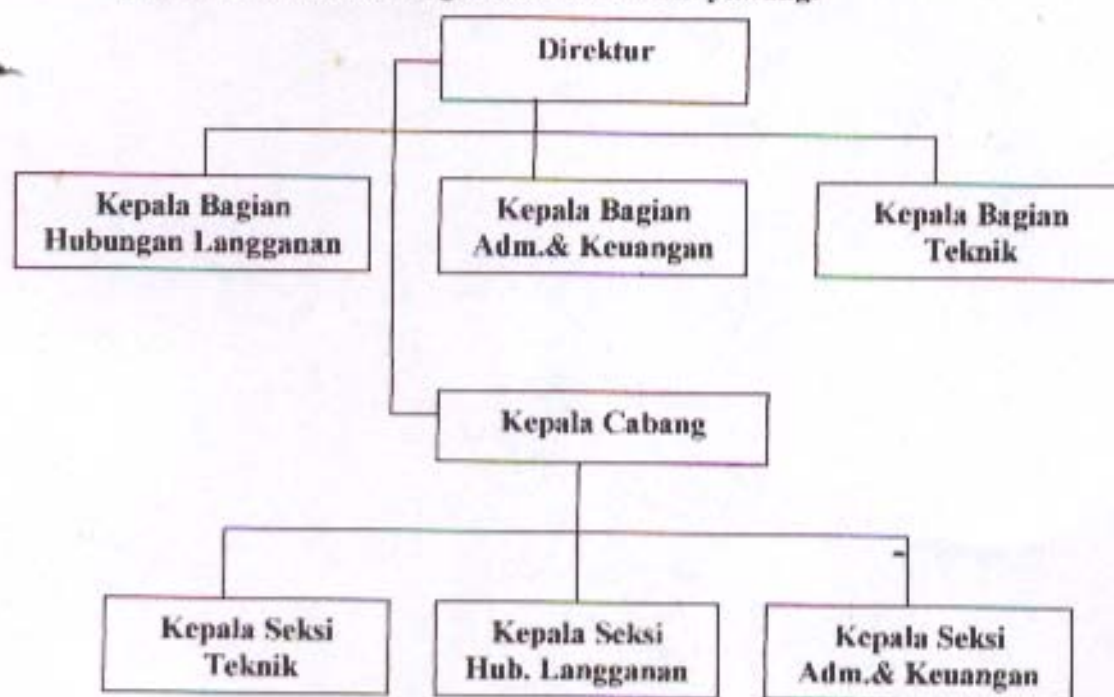 Direktur
Kepala Bagian
Hubungan Langganan
Kepala Bagian
Adm.& Keuangan
Kepala Bagian
Teknik
Kepala Cabang
Kepala Seksi
Teknik
Kepala Seksi
Hub. Langganan
Kepala Seksi
Adm.& Keuangan